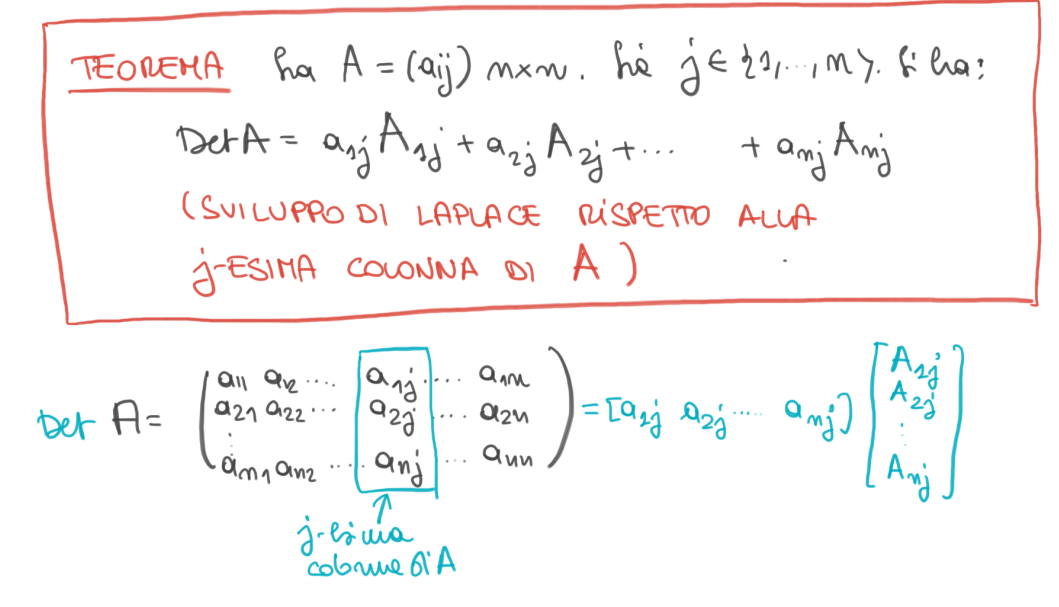 TEOREMA Sia A = (aij) n×n. Sia j ∈ {1,..., n}. Si ha:
Det A = a1j A1j + a2j A2j + ... + anj Anj
(SVILUPPO DI LAPLACE RISPETTO ALLA
j-ESIMA COLONNA DI A )
a11 a12 .... a1j .... a1n
a21 a22 ... a2j ... a2n
Det A = ( ⋮ ) = [a1j a2j .... anj]
an1 an2 .... anj ... ann
A1j
A2j
⋮
Anj
↑
j-esima
colonna di A